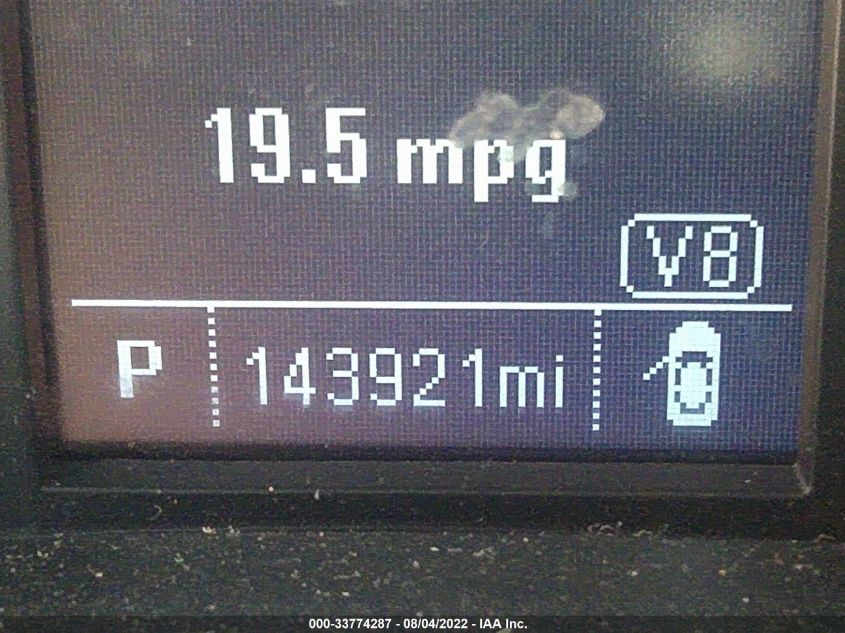 19.5 mpg
V8
P 143921mi
000-33774287 - 08/04/2022 - IAA Inc.